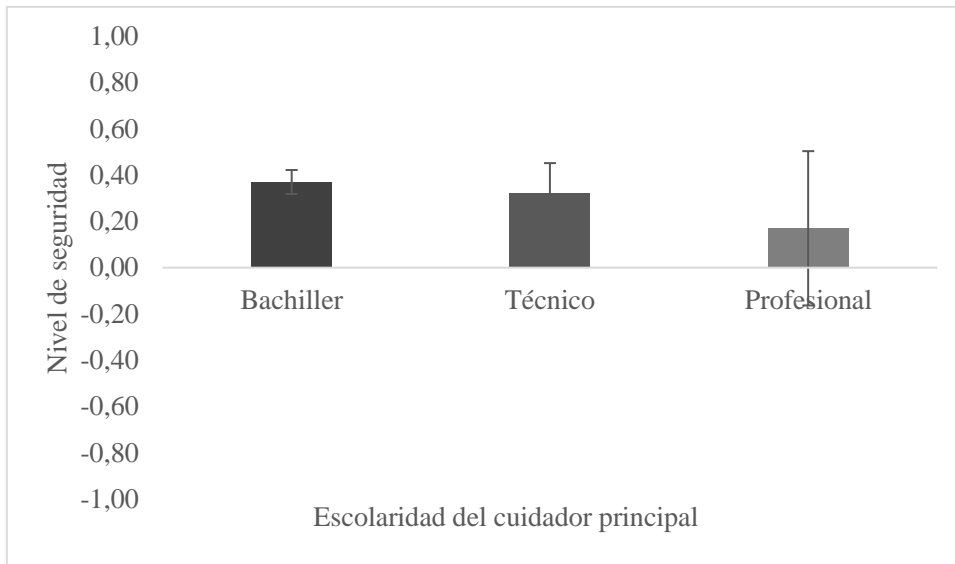 1,00
0,80
0,60
0,40
0,20
0,00
-0,20
-0,40
-0,60
-0,80
-1,00
Nivel de seguridad
Bachiller
Técnico
Profesional
Escolaridad del cuidador principal